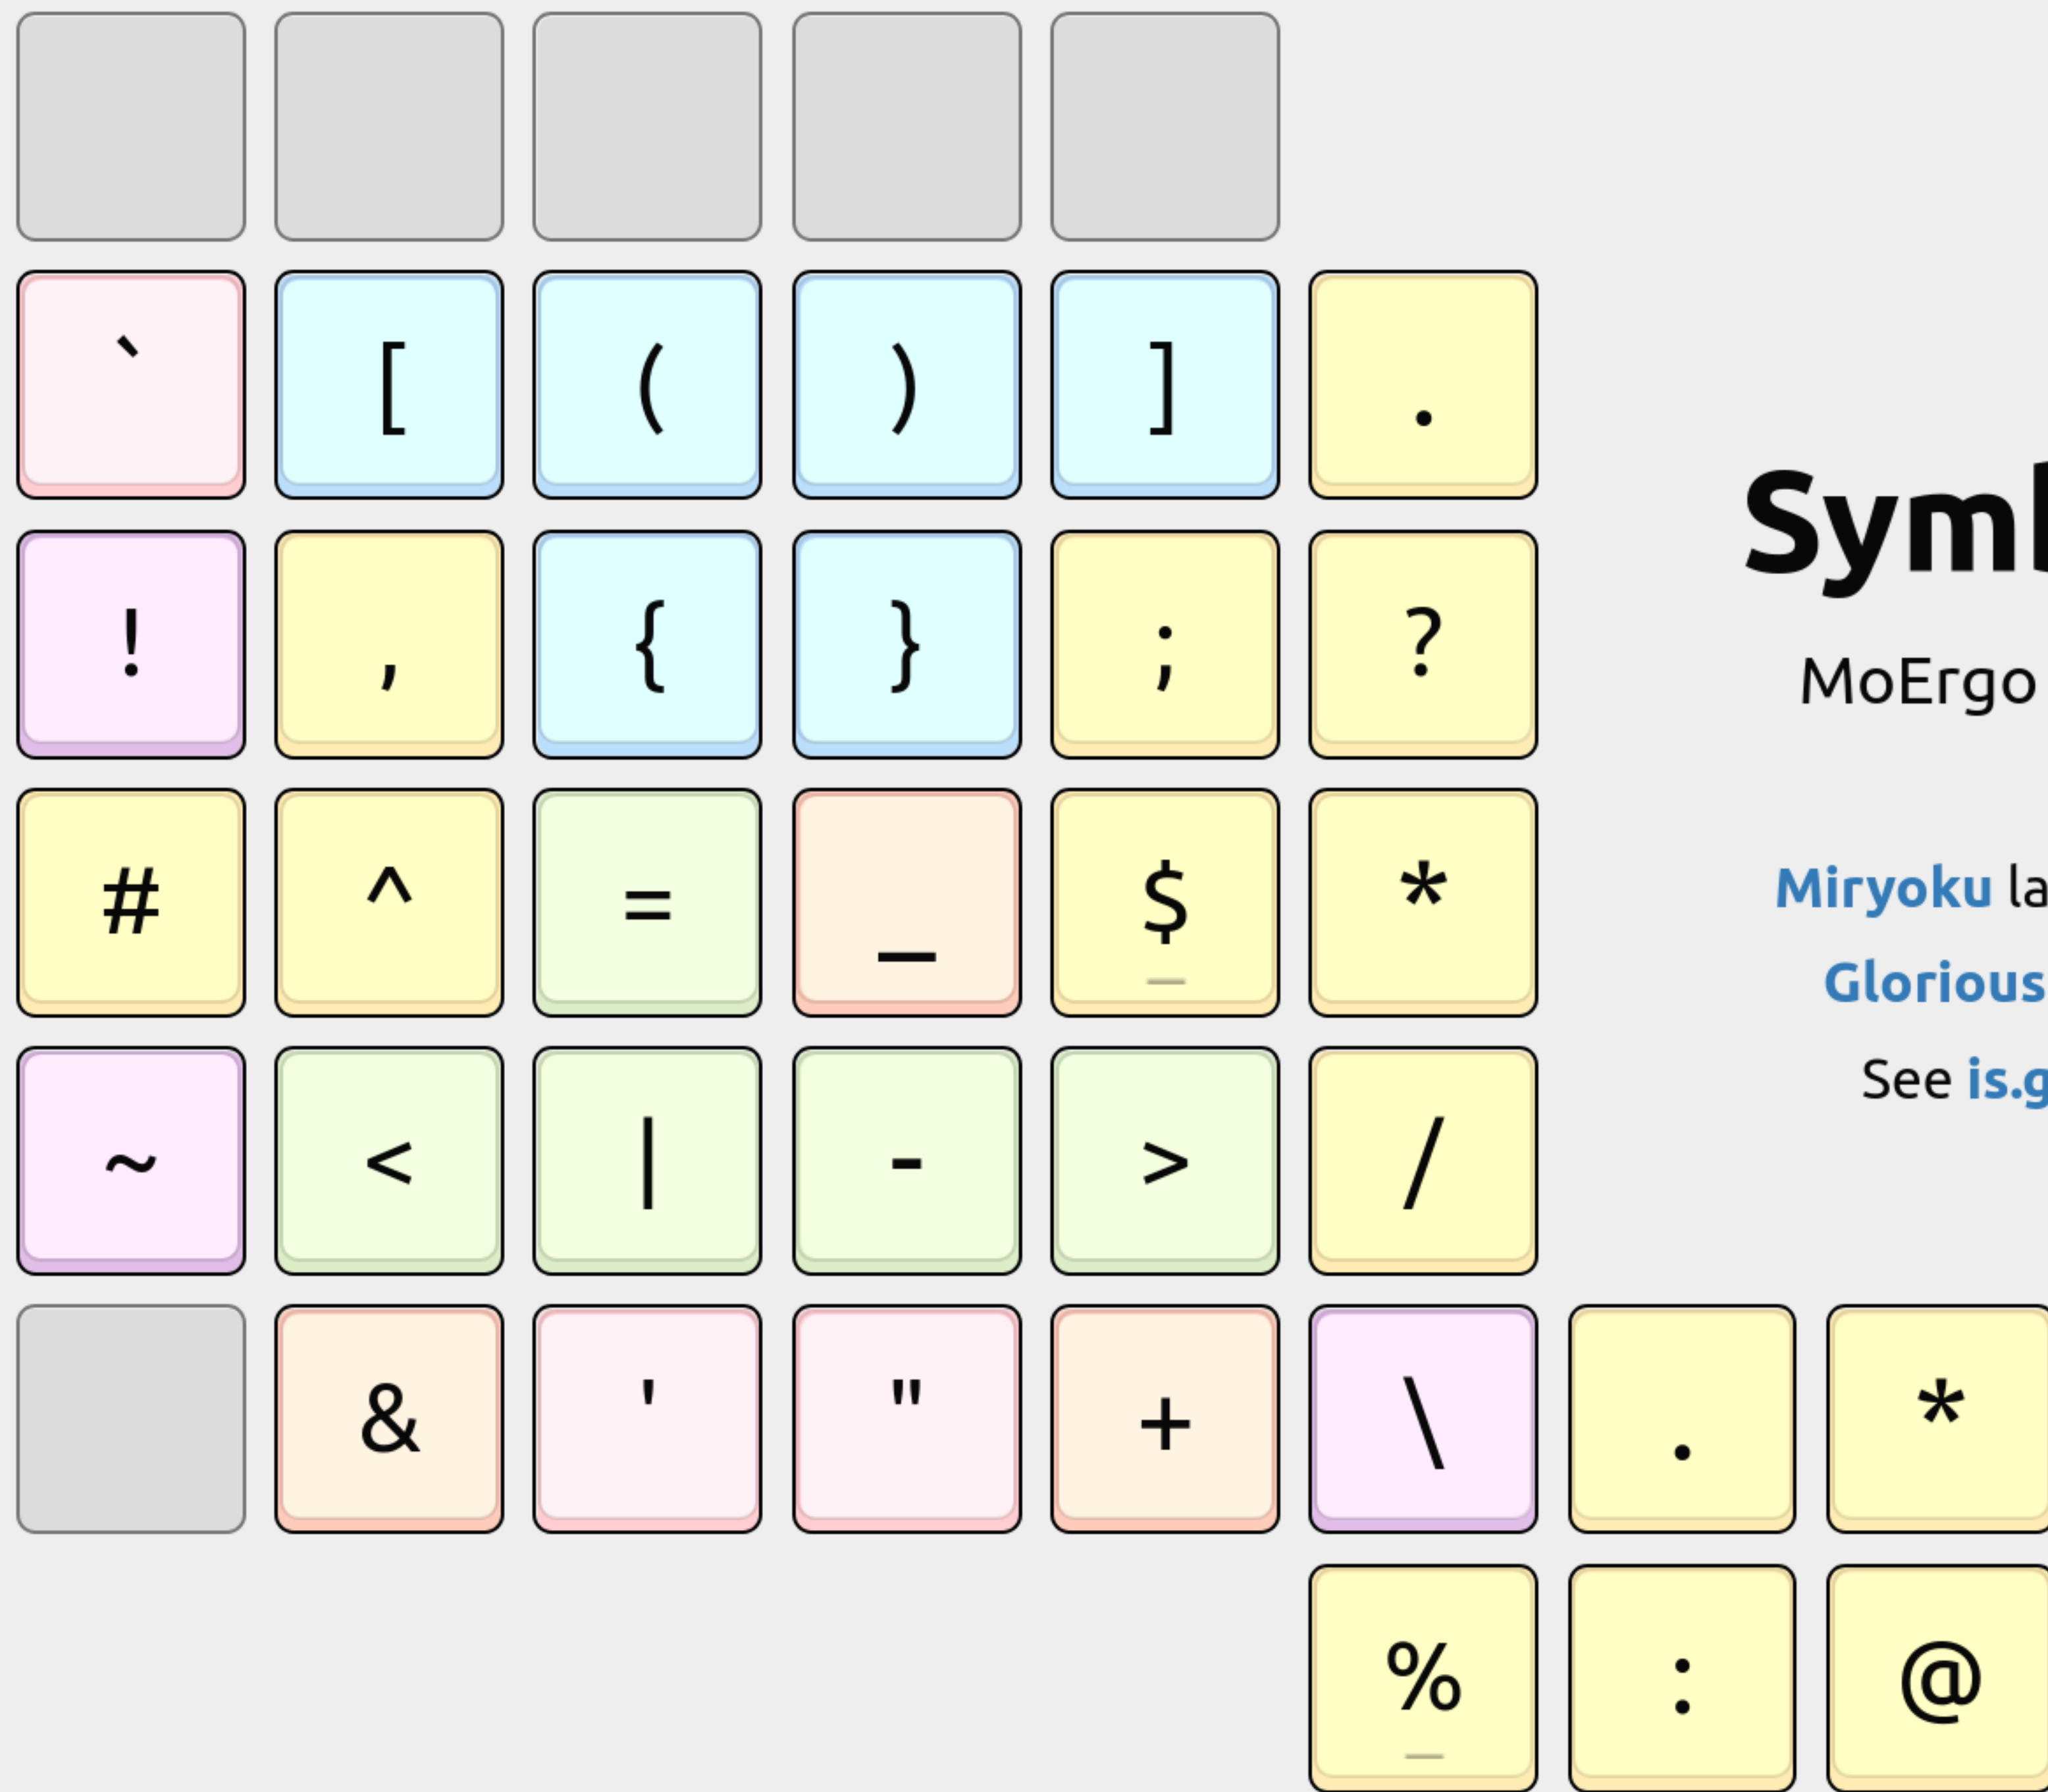 ` [ ( ) ] .
Sym
! , { } ; ?
MoErgo
# ^ = _ $ *
Miryoku la
Glorious
~ < | - > /
See is.g
& ' " + \ . *
% : @